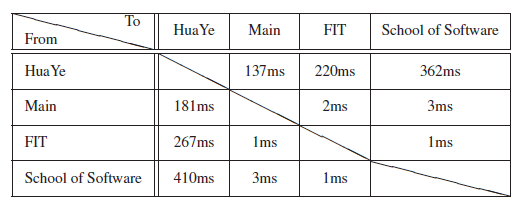 To
From
HuaYe Main FIT School of Software
HuaYe 137ms 220ms 362ms
Main 181ms 2ms 3ms
FIT 267ms 1ms 1ms
School of Software 410ms 3ms 1ms